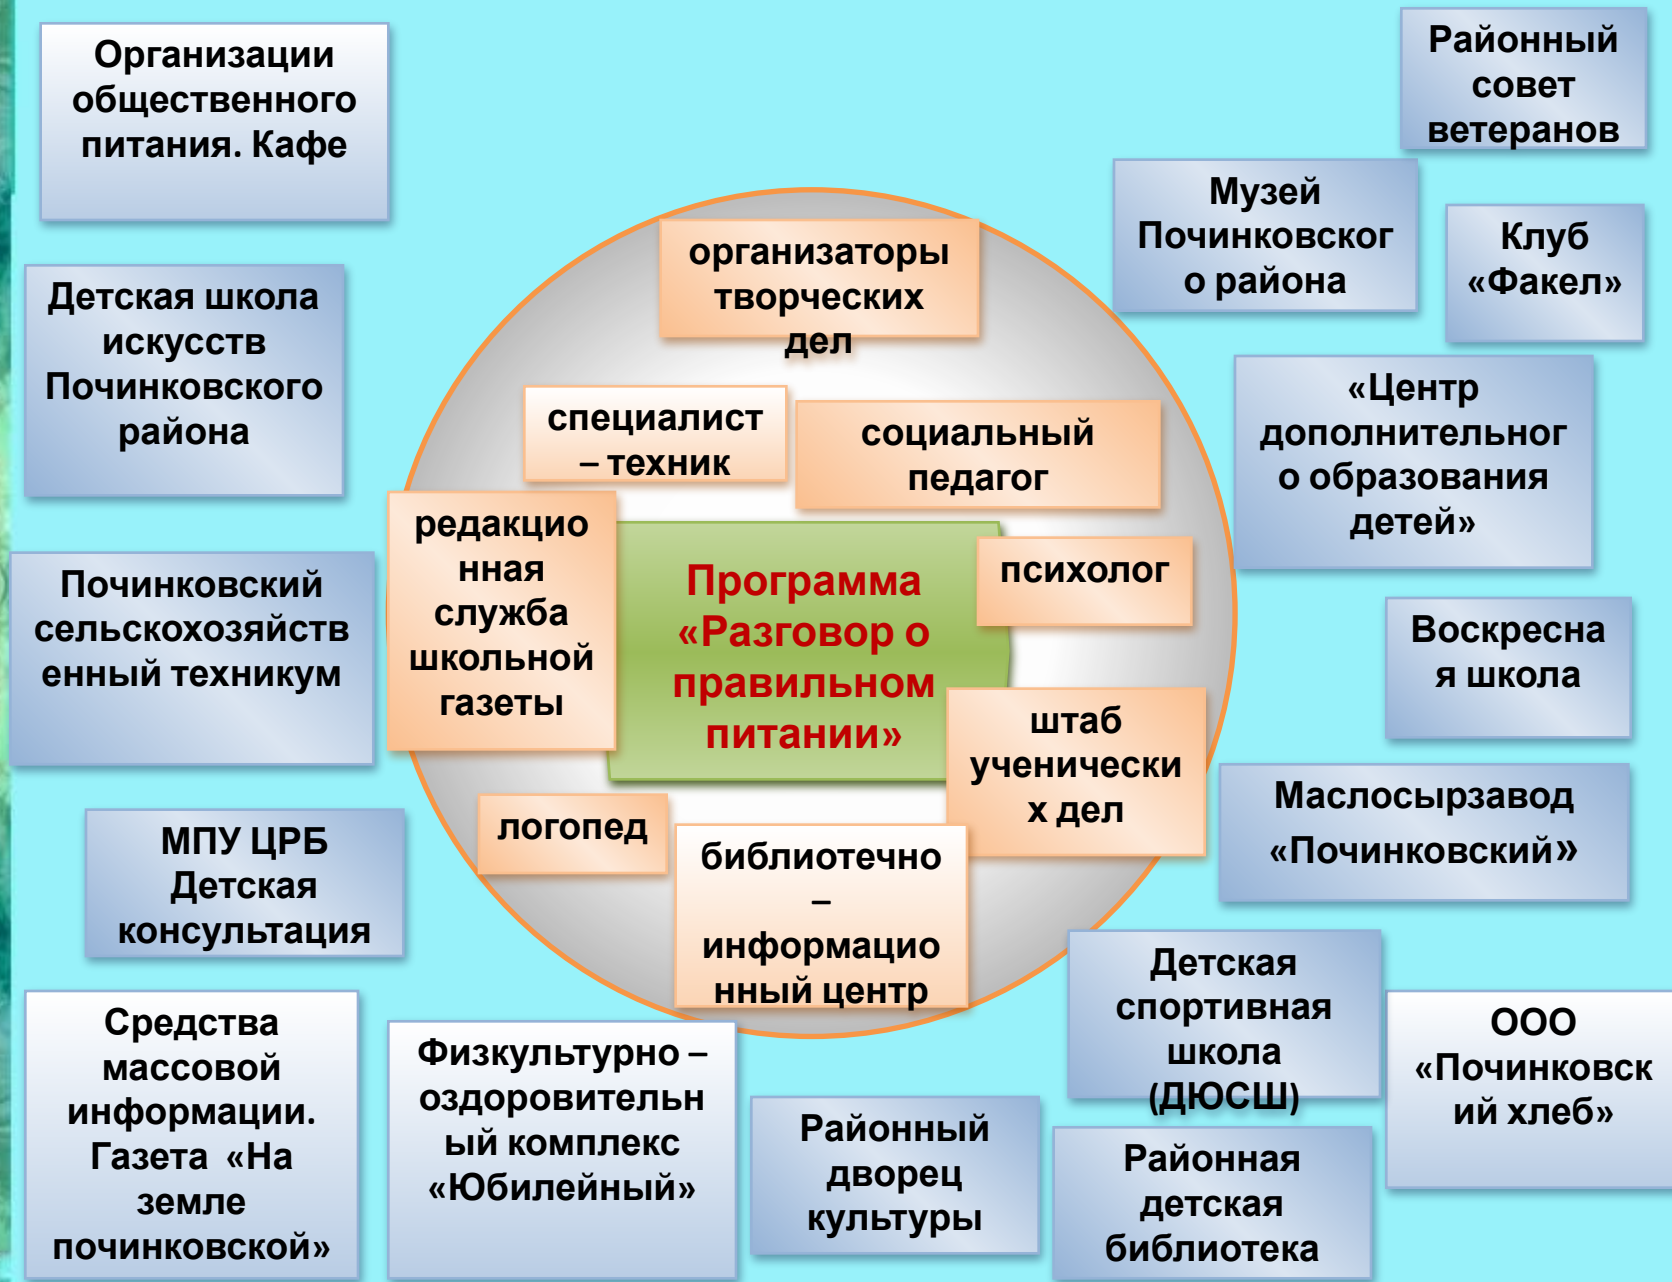 Организации
общественного
питания. Кафе
Районный
совет
ветеранов
Музей
Починковског
о района
Клуб
«Факел»
организаторы
творческих
дел
Детская школа
искусств
Починковского
района
«Центр
дополнительног
о образования
детей»
специалист
– техник
социальный
педагог
редакцио
нная
служба
школьной
газеты
Программа
«Разговор о
правильном
питании»
психолог
Починковский
сельскохозяйств
енный техникум
Воскресна
я школа
штаб
ученически
х дел
Маслосырзавод
«Починковский»
логопед
МПУ ЦРБ
Детская
консультация
библиотечно
–
информацио
нный центр
Детская
спортивная
школа
(ДЮСШ)
ООО
«Починковск
ий хлеб»
Средства
массовой
информации.
Газета «На
земле
починковской»
Физкультурно –
оздоровительн
ый комплекс
«Юбилейный»
Районный
дворец
культуры
Районная
детская
библиотека